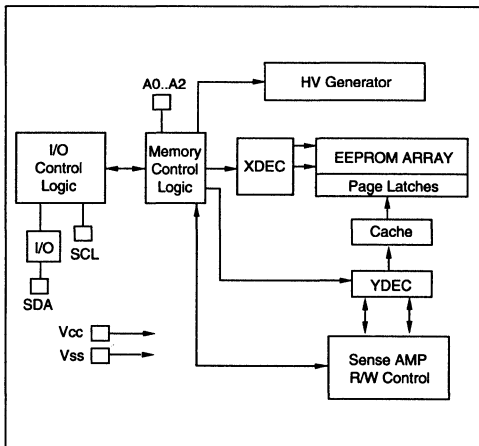 A0..A2
HV Generator
I/O
Control
Logic
Memory
Control
Logic
XDEC
EEPROM ARRAY
Page Latches
Cache
I/O
SCL
SDA
YDEC
Vcc
Vss
Sense AMP
R/W Control